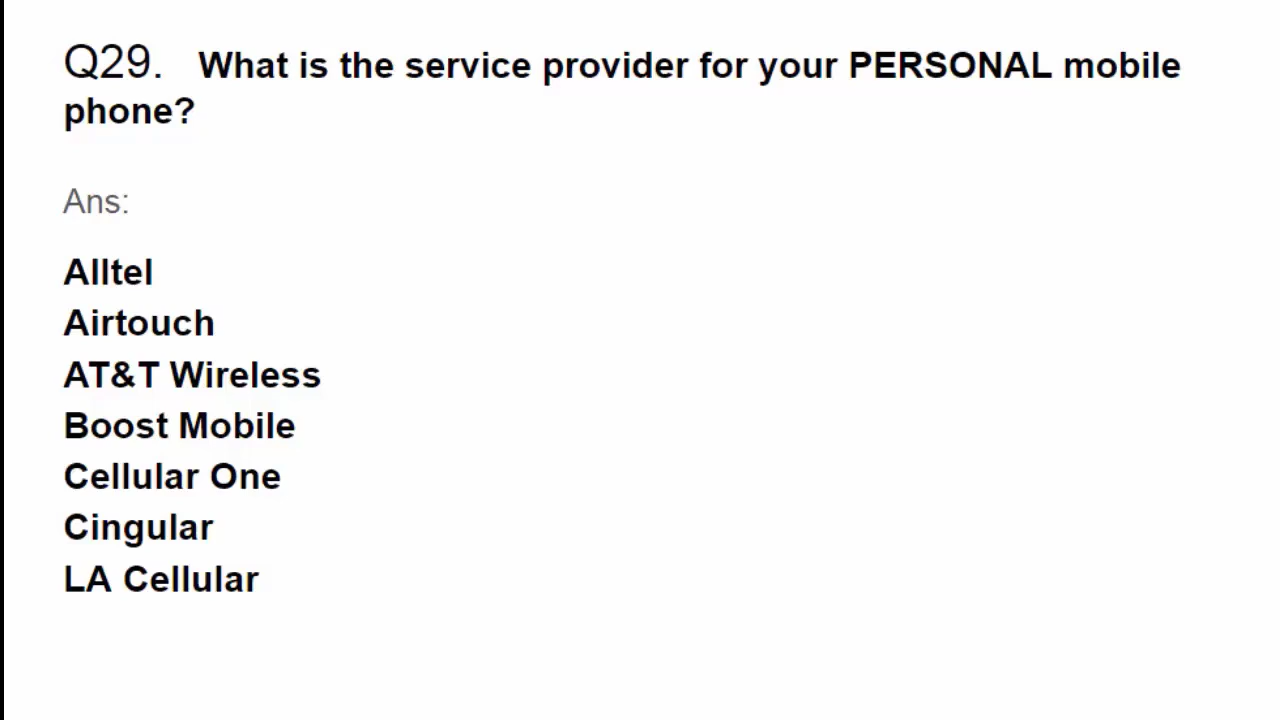 Q29. What is the service provider for your PERSONAL mobile
phone?
Ans:
Alltel
Airtouch
AT&T Wireless
Boost Mobile
Cellular One
Cingular
LA Cellular